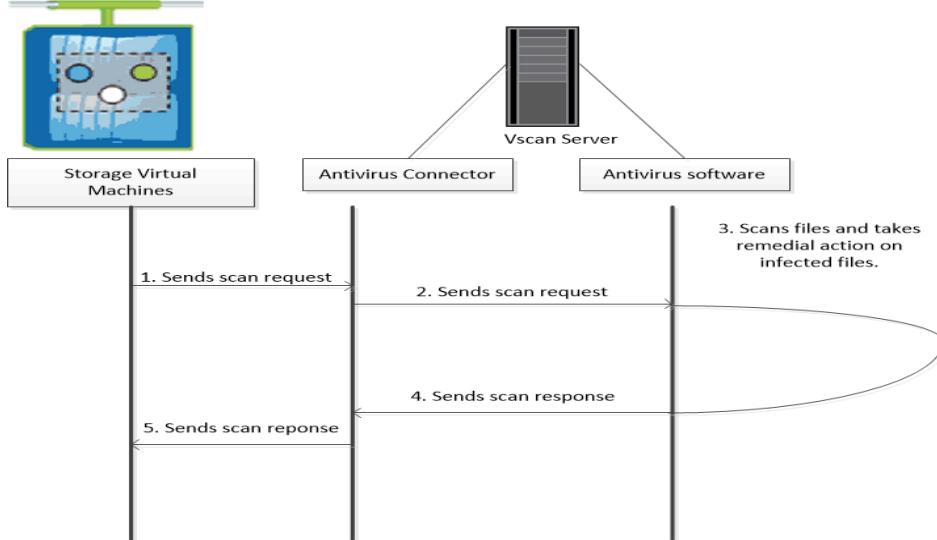 Vscan Server
Storage Virtual
Machines
Antivirus Connector
Antivirus software
3. Scans files and takes
remedial action on
infected files.
1. Sends scan request
2. Sends scan request
4. Sends scan response
5. Sends scan reponse